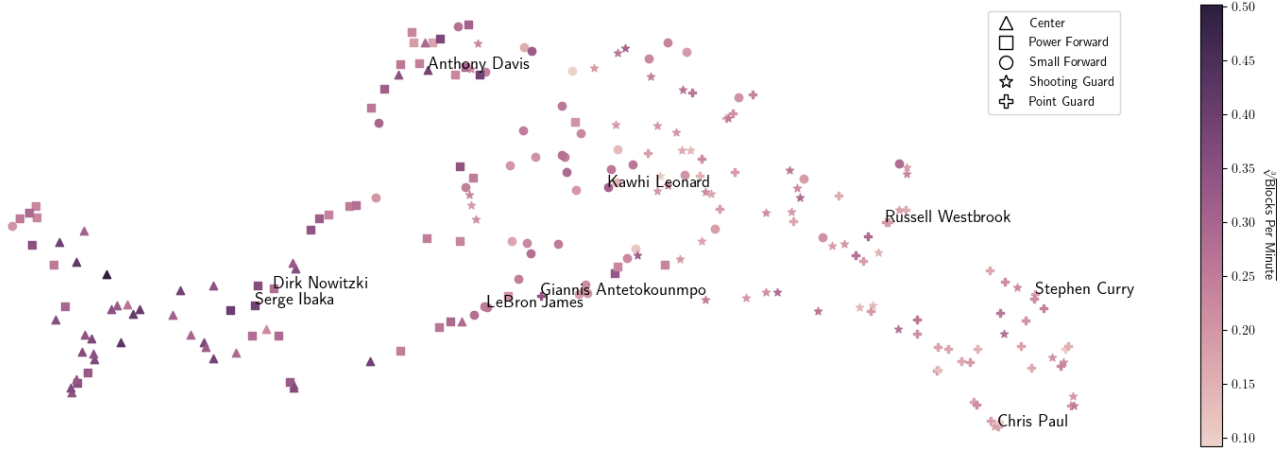 Center
Power Forward
Small Forward
Shooting Guard
Point Guard
Anthony Davis
Kawhi Leonard
Russell Westbrook
Dirk Nowitzki
Serge Ibaka
Giannis Antetokounmpo
LeBron James
Stephen Curry
Chris Paul
0.50
0.45
0.40
0.35
0.30
0.25
0.20
0.15
0.10
∛Blocks Per Minute